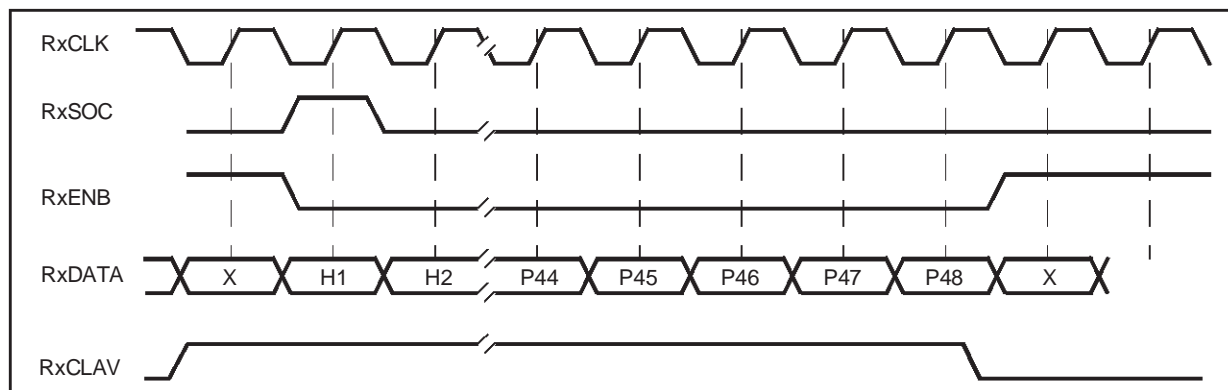 RxCLK
RxSOC
RxENB
RxDATA X H1 H2 P44 P45 P46 P47 P48 X
RxCLAV